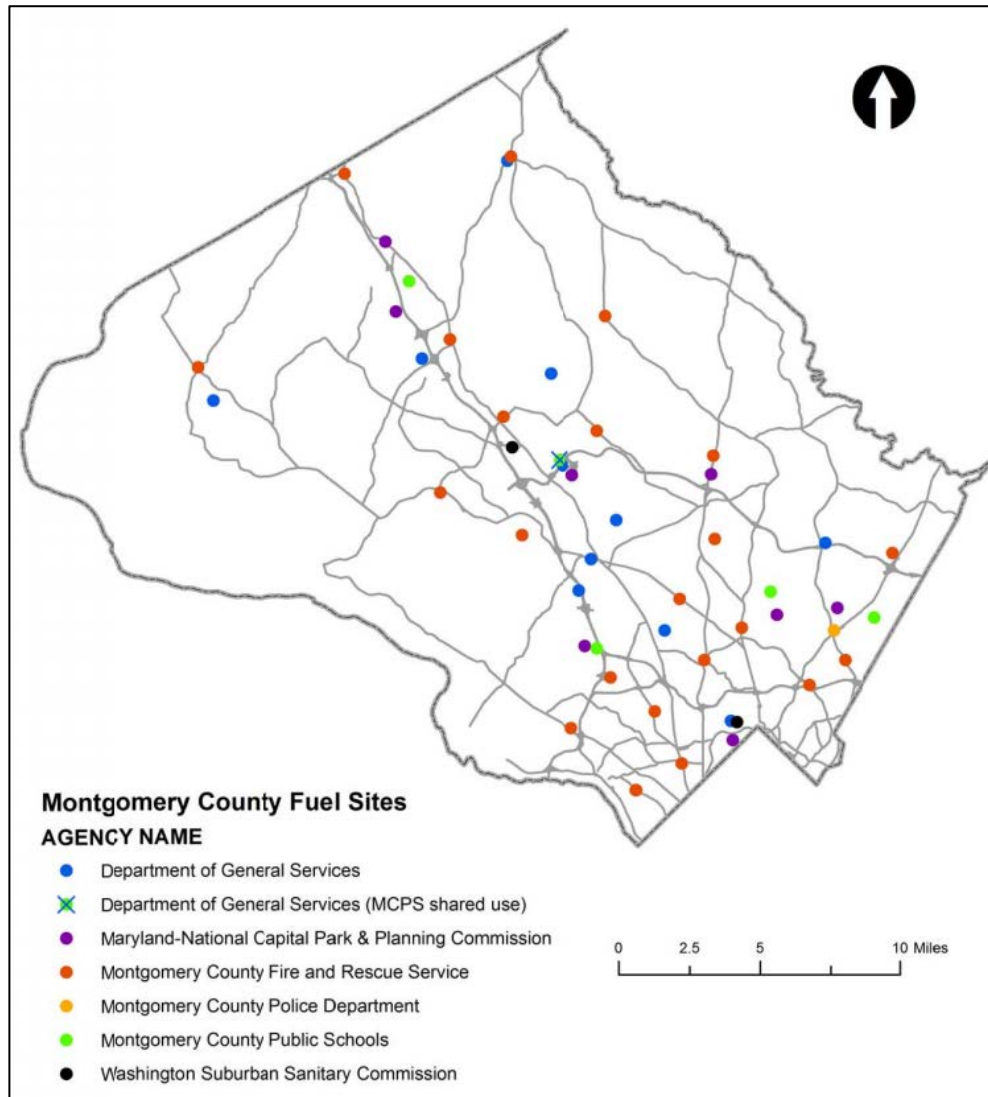 Montgomery County Fuel Sites
AGENCY NAME
Department of General Services
Department of General Services (MCPS shared use)
Maryland-National Capital Park & Planning Commission
Montgomery County Fire and Rescue Service
Montgomery County Police Department
Montgomery County Public Schools
Washington Suburban Sanitary Commission
0 2.5 5 10 Miles